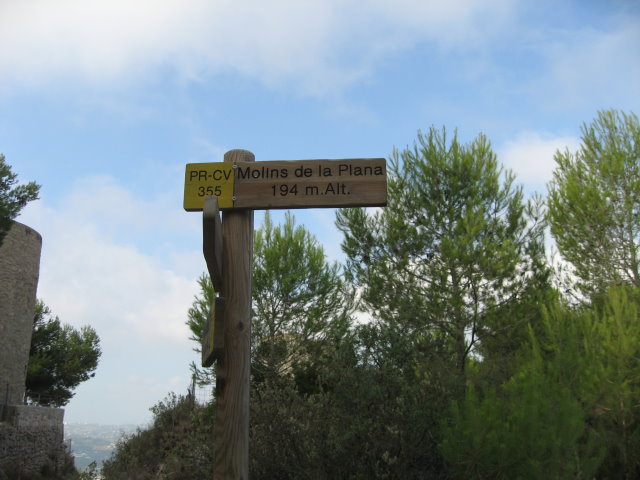 PR-CV
355
Molins de la Plana
194 m.Alt.